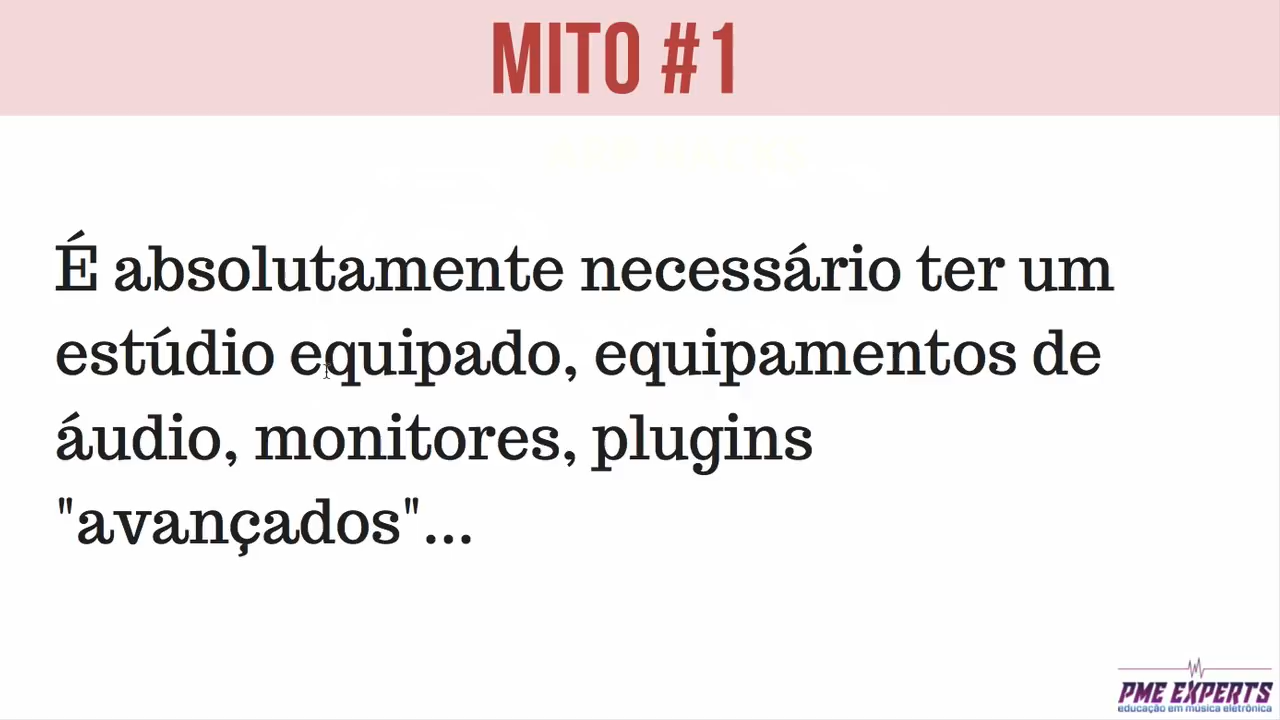 MITO #1
É absolutamente necessário ter um
estúdio equipado, equipamentos de
áudio, monitores, plugins
"avançados"...
PME EXPERTS
educação em música eletrônica